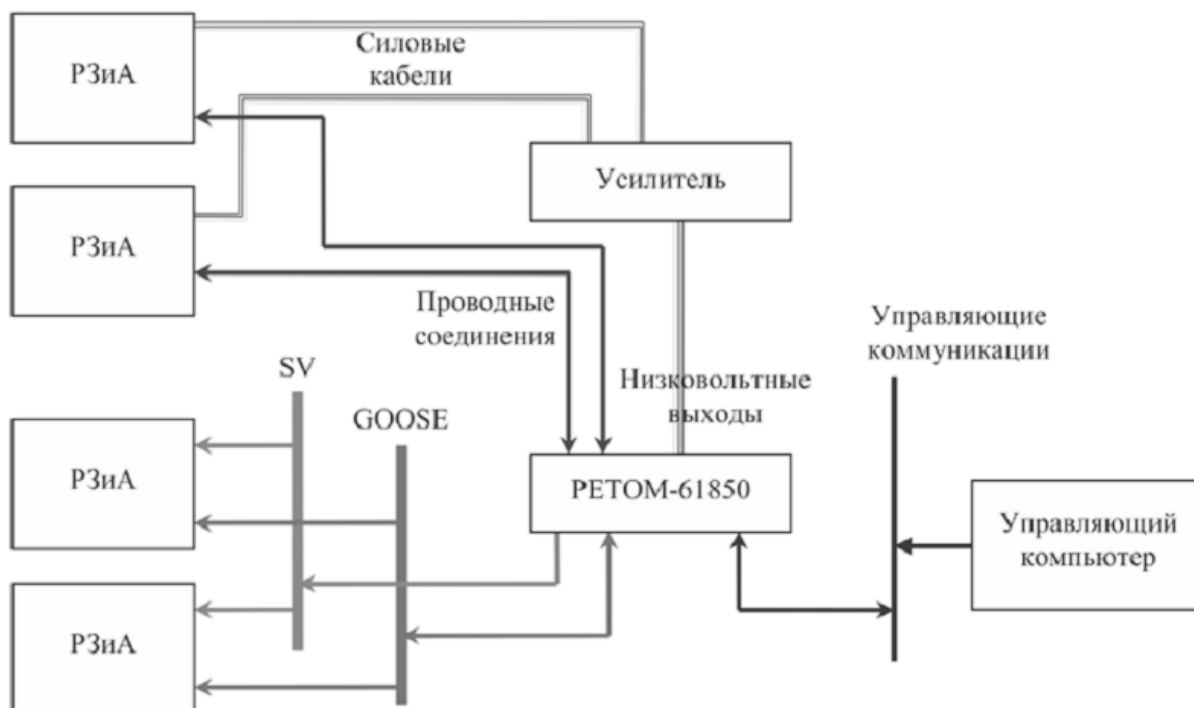 РЗиА
Силовые
кабели
Усилитель
РЗиА
Проводные
соединения
Управляющие
коммуникации
SV
GOOSE
Низковольтные
выходы
РЗиА
РЕТОМ-61850
Управляющий
компьютер
РЗиА